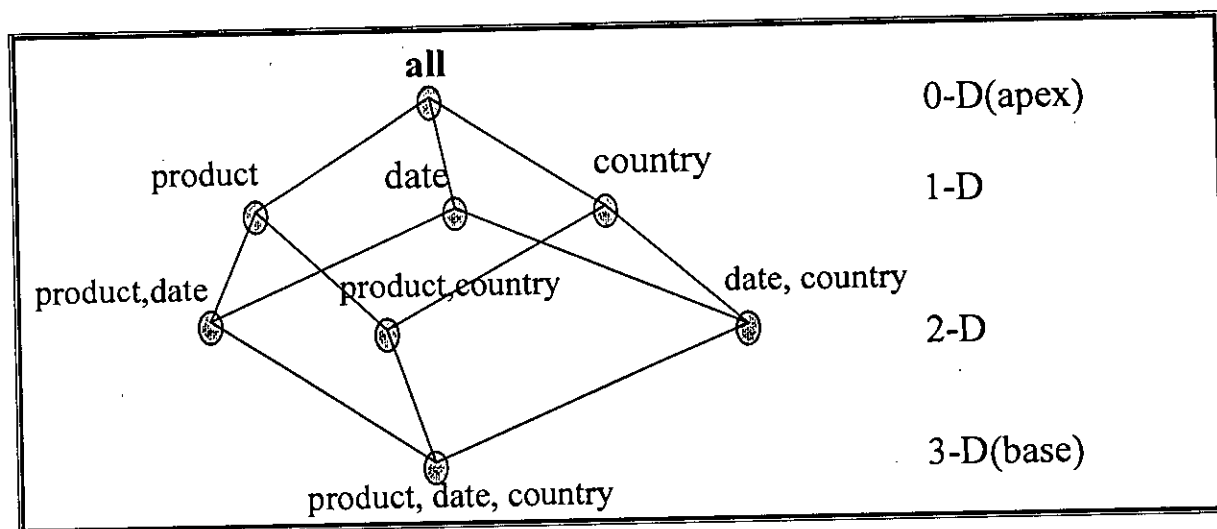 all
0-D(apex)
product
date
country
1-D
product,date
product,country
date, country
2-D
3-D(base)
product, date, country